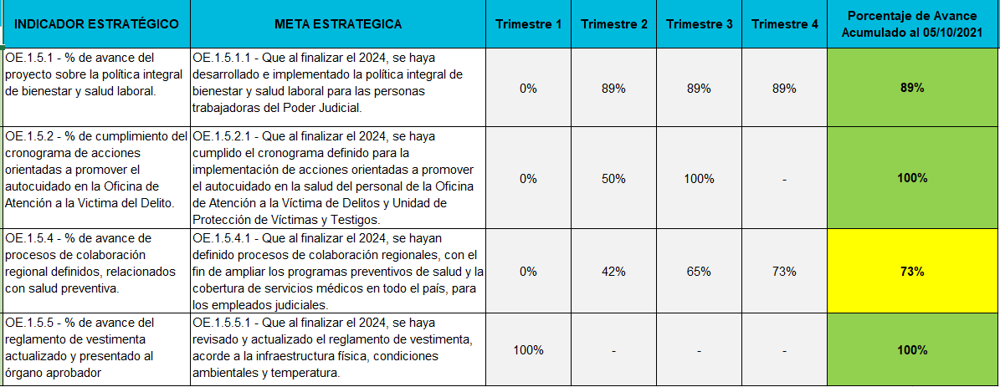 INDICADOR ESTRATÉGICO
META ESTRATEGICA
Trimestre 1
Trimestre 2
Trimestre 3
Trimestre 4
Porcentaje de Avance
Acumulado al 05/10/2021
OE.1.5.1 - % de avance del
proyecto sobre la política integral
de bienestar y salud laboral.
OE.1.5.1.1 - Que al finalizar el 2024, se haya
desarrollado e implementado la política integral de
bienestar y salud laboral para las personas
trabajadoras del Poder Judicial.
0%
89%
89%
89%
89%
OE.1.5.2 - % de cumplimiento del
cronograma de acciones
orientadas a promover el
autocuidado en la Oficina de
Atención a la Victima del Delito.
OE.1.5.2.1 - Que al finalizar el 2024, se haya
cumplido el cronograma definido para la
implementación de acciones orientadas a promover
el autocuidado en la salud del personal de la Oficina
de Atención a la Víctima de Delitos y Unidad de
Protección de Víctimas y Testigos.
0%
50%
100%
-
100%
OE.1.5.4 - % de avance de
procesos de colaboración
regional definidos, relacionados
con salud preventiva.
OE.1.5.4.1 - Que al finalizar el 2024, se hayan
definido procesos de colaboración regionales, con el
fin de ampliar los programas preventivos de salud y la
cobertura de servicios médicos en todo el país, para
los empleados judiciales.
0%
42%
65%
73%
73%
OE.1.5.5 - % de avance del
reglamento de vestimenta
actualizado y presentado al
órgano aprobador
OE.1.5.5.1 - Que al finalizar el 2024, se haya
revisado y actualizado el reglamento de vestimenta,
acorde a la infraestructura física, condiciones
ambientales y temperatura.
100%
-
-
-
100%